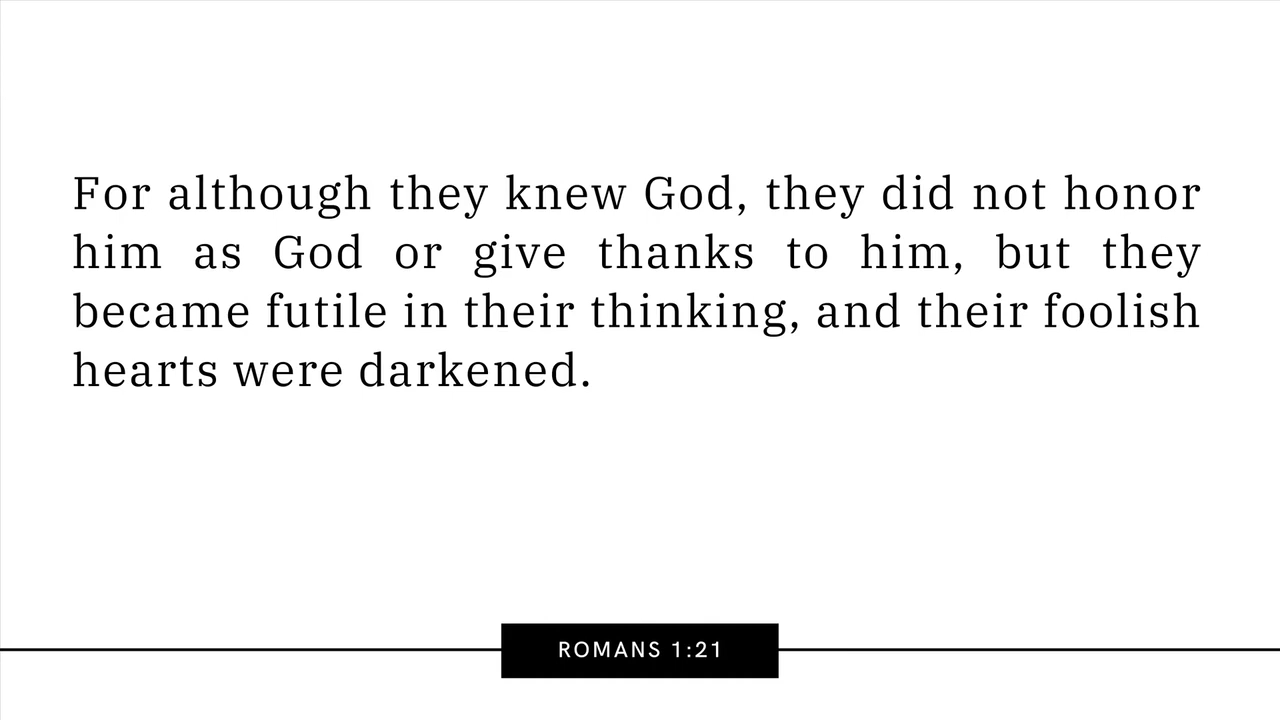 For although they knew God, they did not honor
him as God or give thanks to him, but they
became futile in their thinking, and their foolish
hearts were darkened.
ROMANS 1:21